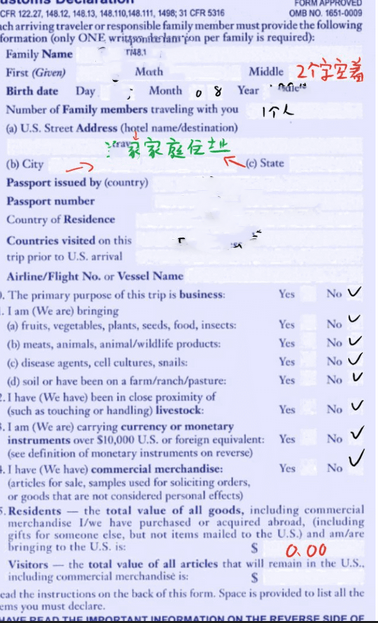 Customs Declaration
FORM APPROVED
OMB NO. 1651-0009
CFR 122.27, 148.12, 148.13, 148.110,148.111, 1498; 31 CFR 5316
ach arriving traveler or responsible family member must provide the following
formation (only ONE written declaration per family is required):
Family Name
First (Given) Middle 2个字
Birth date Day Month 0 8 Year
Number of Family members traveling with you 1个人
(a) U.S. Street Address (hotel name/destination)
家庭住址
(b) City (c) State
Passport issued by (country)
Passport number
Country of Residence
Countries visited on this
trip prior to U.S. arrival
Airline/Flight No. or Vessel Name
. The primary purpose of this trip is business: Yes No ✓
. I am (We are) bringing
(a) fruits, vegetables, plants, seeds, food, insects: Yes No ✓
(b) meats, animals, animal/wildlife products: Yes No ✓
(c) disease agents, cell cultures, snails: Yes No ✓
(d) soil or have been on a farm/ranch/pasture: Yes No ✓
. I have (We have) been in close proximity of
(such as touching or handling) livestock: Yes No ✓
. I am (We are) carrying currency or monetary
instruments over $10,000 U.S. or foreign equivalent: Yes No ✓
(see definition of monetary instruments on reverse)
. I have (We have) commercial merchandise: Yes No ✓
(articles for sale, samples used for soliciting orders,
or goods that are not considered personal effects)
. Residents — the total value of all goods, including commercial
merchandise I/we have purchased or acquired abroad, (including
gifts for someone else, but not items mailed to the U.S.) and am/are
bringing to the U.S. is: $ 0.00
Visitors — the total value of all articles that will remain in the U.S.,
including commercial merchandise is: $
ead the instructions on the back of this form. Space is provided to list all the
ems you must declare.
HAVE READ THE IMPORTANT INFORMATION ON THE REVERSE SIDE OF